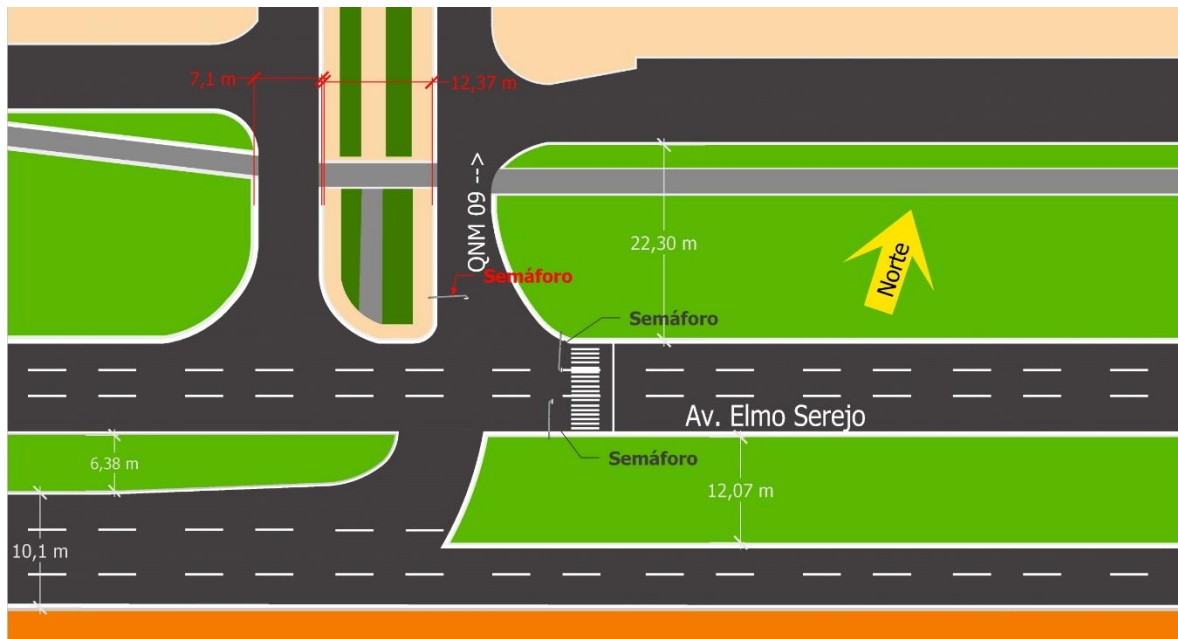 7,1 m
12,37 m
QNM 09 -->
22,30 m
Norte
Semáforo
Semáforo
Av. Elmo Serejo
Semáforo
6,38 m
12,07 m
10,1 m